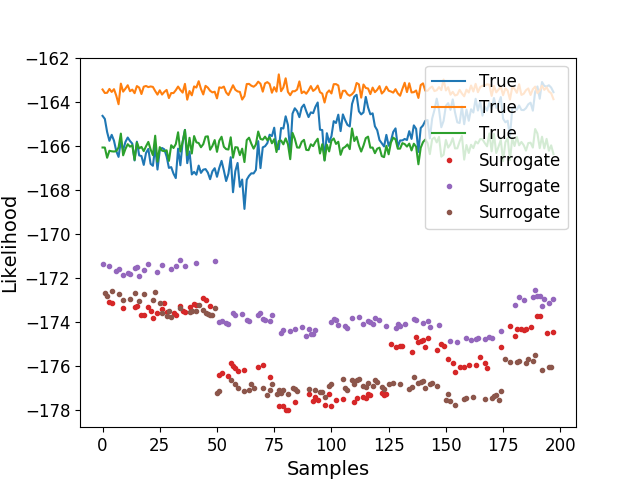 −162
−164
−166
−168
−170
−172
−174
−176
−178
Likelihood
True
True
True
Surrogate
Surrogate
Surrogate
0 25 50 75 100 125 150 175 200
Samples